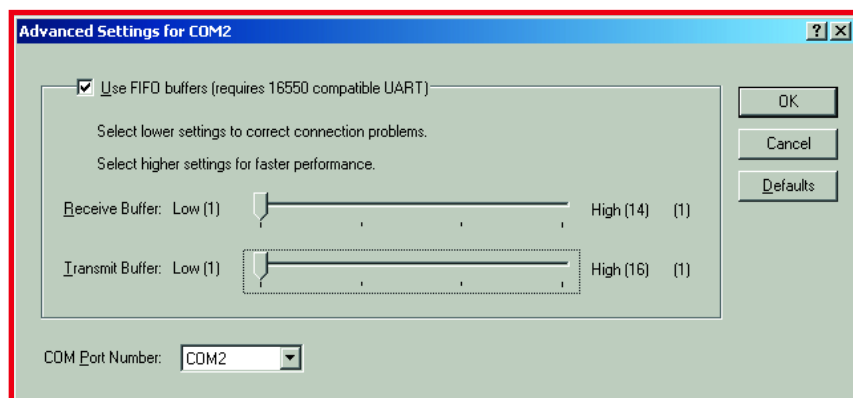 Advanced Settings for COM2
Use FIFO buffers (requires 16550 compatible UART)
OK
Select lower settings to correct connection problems.
Cancel
Select higher settings for faster performance.
Defaults
Receive Buffer: Low (1) High (14) (1)
Transmit Buffer: Low (1) High (16) (1)
COM Port Number: COM2